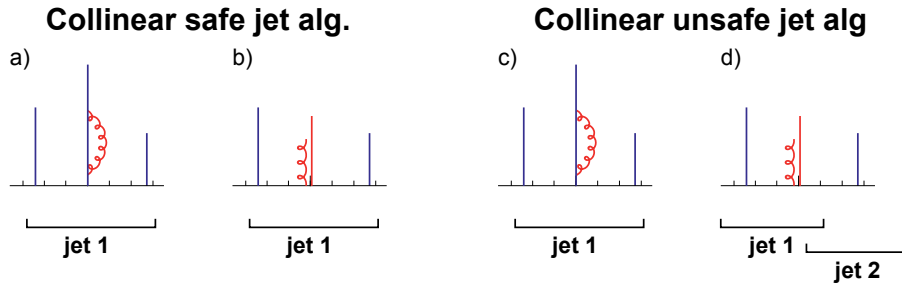 Collinear safe jet alg.
Collinear unsafe jet alg
a)
b)
c)
d)
jet 1
jet 1
jet 1
jet 1
jet 2